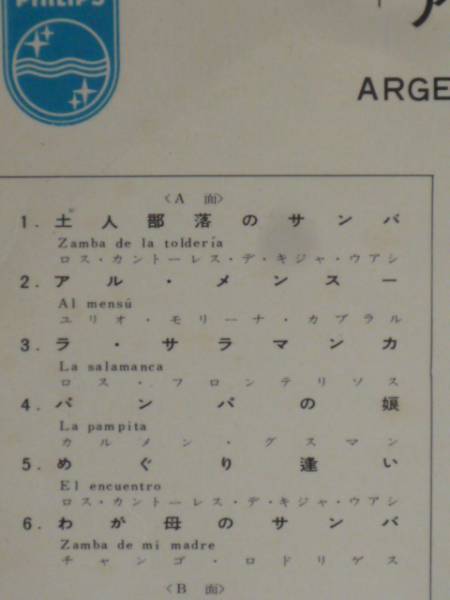 PHILIPS
ア
ARGE
〈A 面〉
1. 土人部落のサンバ
Zamba de la toldería
ロス・カントーレス・デ・キジャ・ウアシ
2. アル・メンスー
Al mensú
ユリオ・モリーナ・カブラル
3. ラ・サラマンカ
La salamanca
ロス・フロンテリソス
4. パンパの娘
La pampita
カルメン・グスマン
5. めぐり逢い
El encuentro
ロス・カントーレス・デ・キジャ・ウアシ
6. わが母のサンバ
Zamba de mi madre
チャンゴ・ロドリゲス
〈B 面〉